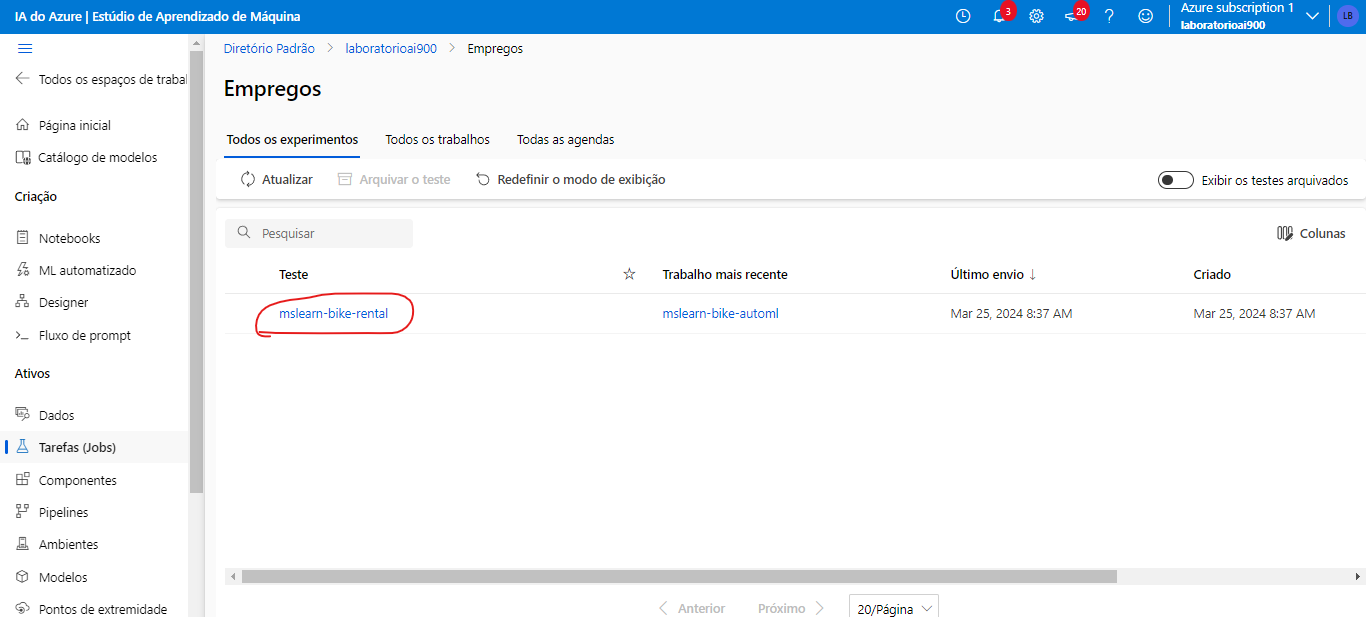 IA do Azure | Estúdio de Aprendizado de Máquina
3
20
?
Azure subscription 1
laboratorioai900
LB
Todos os espaços de trabal
Página inicial
Catálogo de modelos
Criação
Notebooks
ML automatizado
Designer
Fluxo de prompt
Ativos
Dados
Tarefas (Jobs)
Componentes
Pipelines
Ambientes
Modelos
Pontos de extremidade
Diretório Padrão > laboratorioai900 > Empregos
Empregos
Todos os experimentos Todos os trabalhos Todas as agendas
Atualizar Arquivar o teste Redefinir o modo de exibição Exibir os testes arquivados
Pesquisar Colunas
Teste Trabalho mais recente Último envio ↓ Criado
mslearn-bike-rental mslearn-bike-automl Mar 25, 2024 8:37 AM Mar 25, 2024 8:37 AM
Anterior Próximo 20/Página